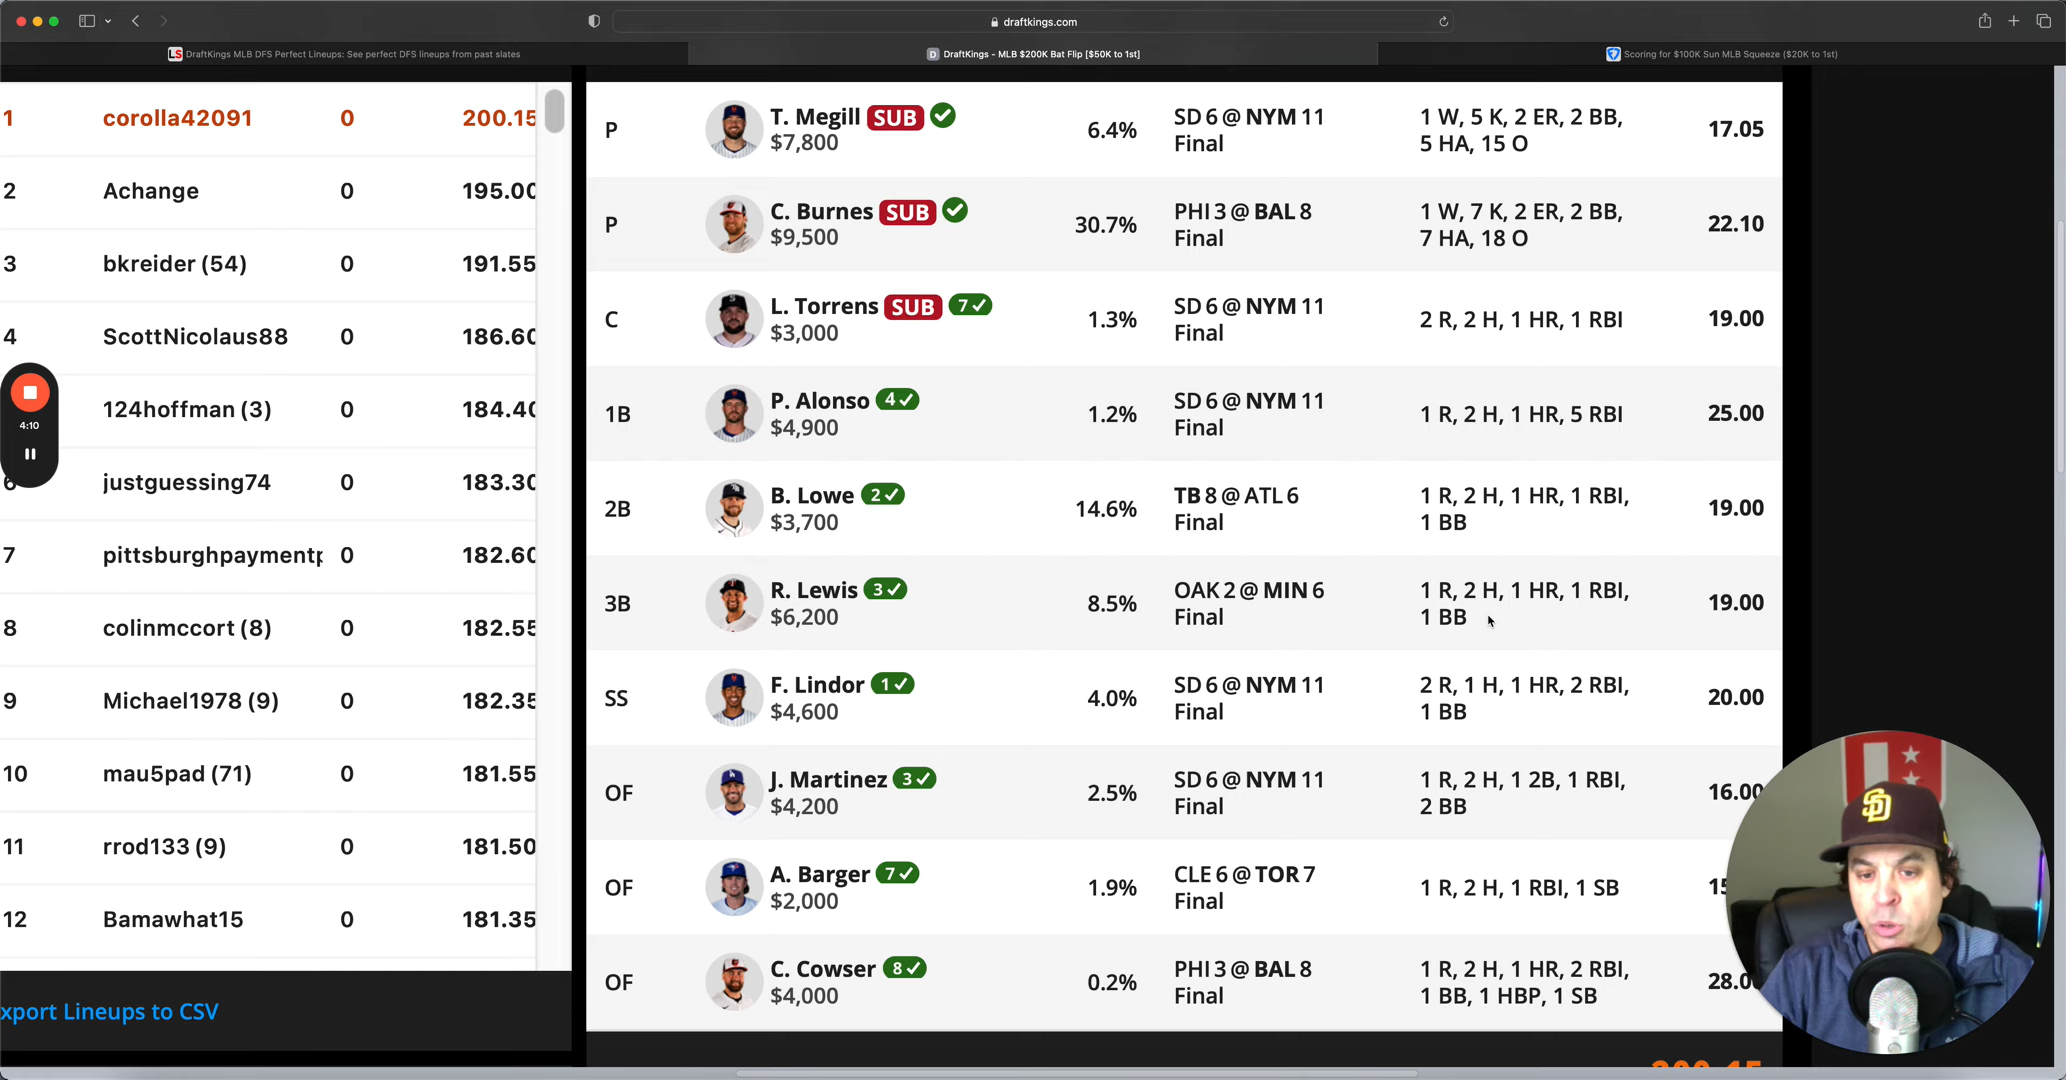 draftkings.com
DraftKings MLB DFS Perfect Lineups: See perfect DFS lineups from past slates
DraftKings - MLB $200K Bat Flip [$50K to 1st]
Scoring for $100K Sun MLB Squeeze ($20K to 1st)
1 corolla42091 0 200.15
2 Achange 0 195.00
3 bkreider (54) 0 191.55
4 ScottNicolaus88 0 186.60
124hoffman (3) 0 184.40
6 justguessing74 0 183.30
7 pittsburghpaymentp 0 182.60
8 colinmccort (8) 0 182.55
9 Michael1978 (9) 0 182.35
10 mau5pad (71) 0 181.55
11 rrod133 (9) 0 181.50
12 Bamawhat15 0 181.35
4:10
xport Lineups to CSV
P T. Megill SUB 6.4% SD 6 @ NYM 11 1 W, 5 K, 2 ER, 2 BB, 17.05
$7,800 Final 5 HA, 15 O
P C. Burnes SUB 30.7% PHI 3 @ BAL 8 1 W, 7 K, 2 ER, 2 BB, 22.10
$9,500 Final 7 HA, 18 O
C L. Torrens SUB 7 1.3% SD 6 @ NYM 11 2 R, 2 H, 1 HR, 1 RBI 19.00
$3,000 Final
1B P. Alonso 4 1.2% SD 6 @ NYM 11 1 R, 2 H, 1 HR, 5 RBI 25.00
$4,900 Final
2B B. Lowe 2 14.6% TB 8 @ ATL 6 1 R, 2 H, 1 HR, 1 RBI, 19.00
$3,700 Final 1 BB
3B R. Lewis 3 8.5% OAK 2 @ MIN 6 1 R, 2 H, 1 HR, 1 RBI, 19.00
$6,200 Final 1 BB
SS F. Lindor 1 4.0% SD 6 @ NYM 11 2 R, 1 H, 1 HR, 2 RBI, 20.00
$4,600 Final 1 BB
OF J. Martinez 3 2.5% SD 6 @ NYM 11 1 R, 2 H, 1 2B, 1 RBI, 16.00
$4,200 Final 2 BB
OF A. Barger 7 1.9% CLE 6 @ TOR 7 1 R, 2 H, 1 RBI, 1 SB
$2,000 Final
OF C. Cowser 8 0.2% PHI 3 @ BAL 8 1 R, 2 H, 1 HR, 2 RBI, 28.0
$4,000 Final 1 BB, 1 HBP, 1 SB
200.15
SD